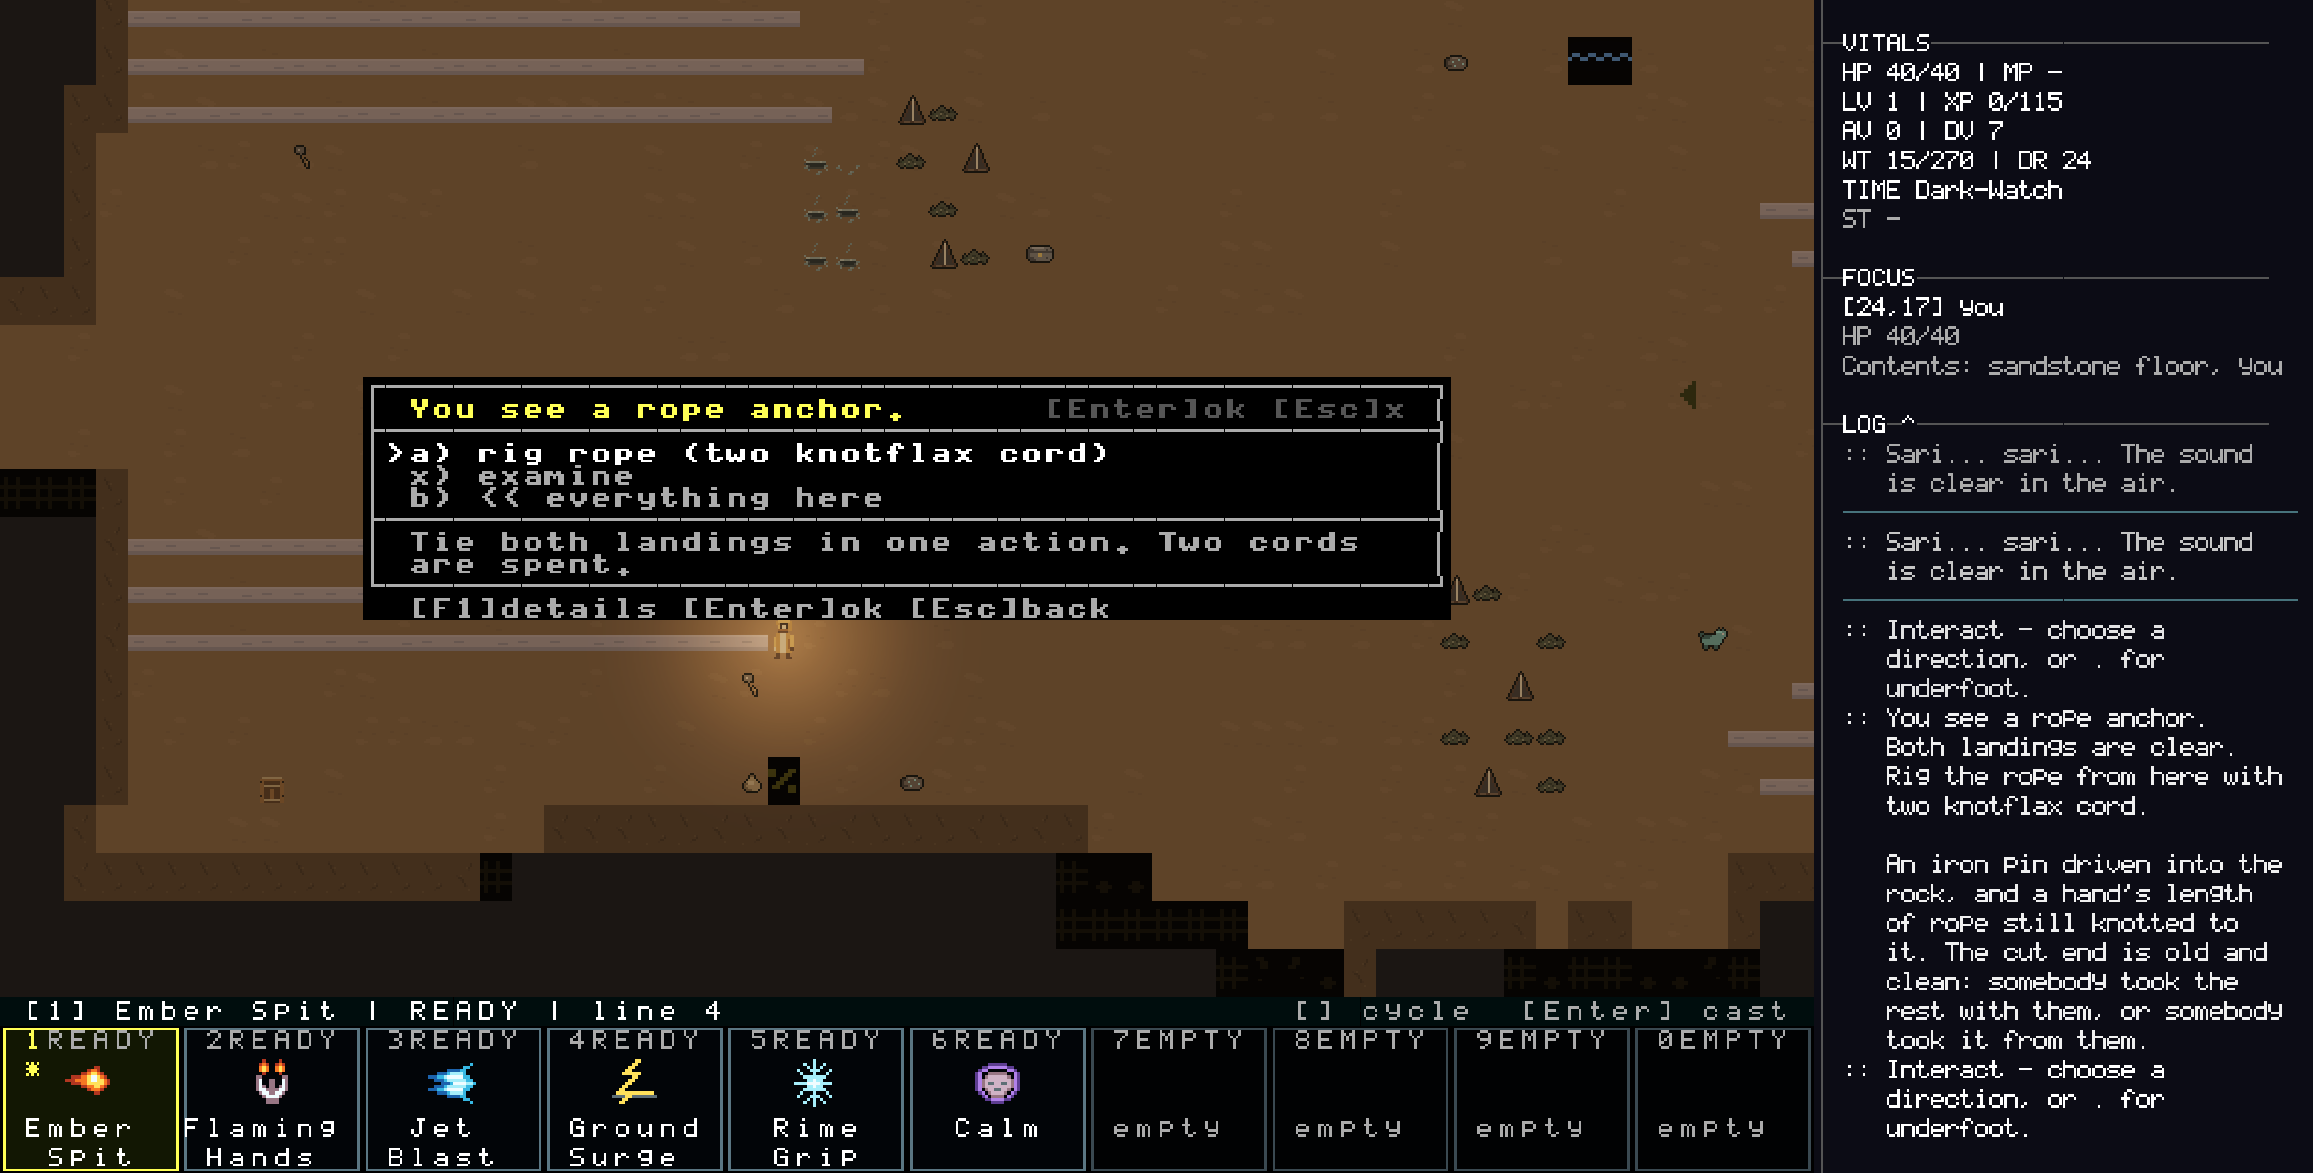 You see a rope anchor. [Enter]ok [Esc]x
>a) rig rope (two knotflax cord)
x) examine
b) << everything here
Tie both landings in one action. Two cords
are spent.
[F1]details [Enter]ok [Esc]back
VITALS
HP 40/40 | MP -
LV 1 | XP 0/115
AV 0 | DV 7
WT 15/270 | DR 24
TIME Dark-Watch
ST -
FOCUS
[24,17] you
HP 40/40
Contents: sandstone floor, you
LOG ^
:: Sari... sari... The sound
is clear in the air.
:: Sari... sari... The sound
is clear in the air.
:: Interact - choose a
direction, or . for
underfoot.
:: You see a rope anchor.
Both landings are clear.
Rig the rope from here with
two knotflax cord.
An iron pin driven into the
rock, and a hand's length
of rope still knotted to
it. The cut end is old and
clean: somebody took the
rest with them, or somebody
took it from them.
:: Interact - choose a
direction, or . for
underfoot.
[1] Ember Spit | READY | line 4 [] cycle [Enter] cast
1READY 2READY 3READY 4READY 5READY 6READY 7EMPTY 8EMPTY 9EMPTY 0EMPTY
Ember Flaming Jet Ground Rime Calm empty empty empty empty
Spit Hands Blast Surge Grip